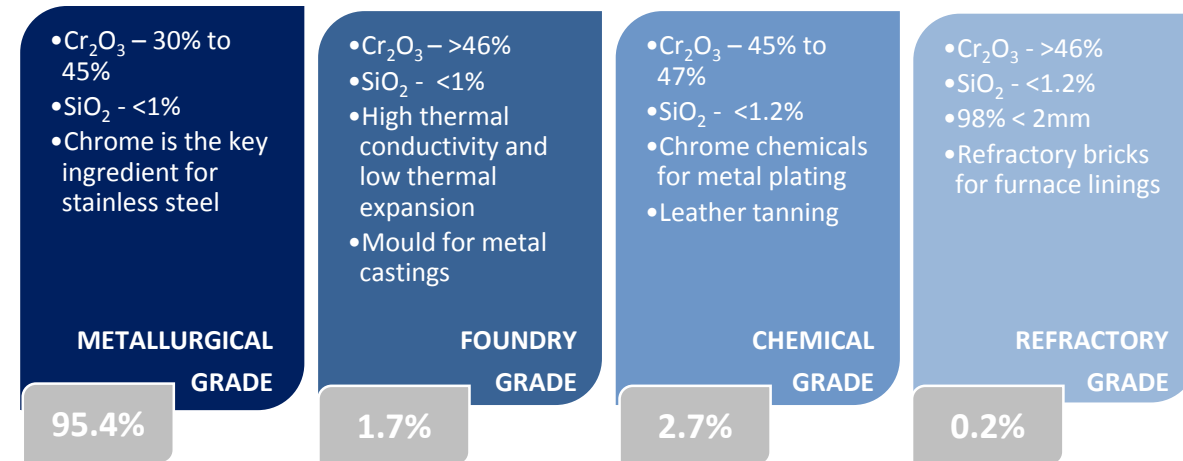 •Cr₂O₃ – 30% to
45%
•SiO₂ - <1%
•Chrome is the key
ingredient for
stainless steel
METALLURGICAL
GRADE
95.4%
•Cr₂O₃ – >46%
•SiO₂ - <1%
•High thermal
conductivity and
low thermal
expansion
•Mould for metal
castings
FOUNDRY
GRADE
1.7%
•Cr₂O₃ – 45% to
47%
•SiO₂ - <1.2%
•Chrome chemicals
for metal plating
•Leather tanning
CHEMICAL
GRADE
2.7%
•Cr₂O₃ - >46%
•SiO₂ - <1.2%
•98% < 2mm
•Refractory bricks
for furnace linings
REFRACTORY
GRADE
0.2%